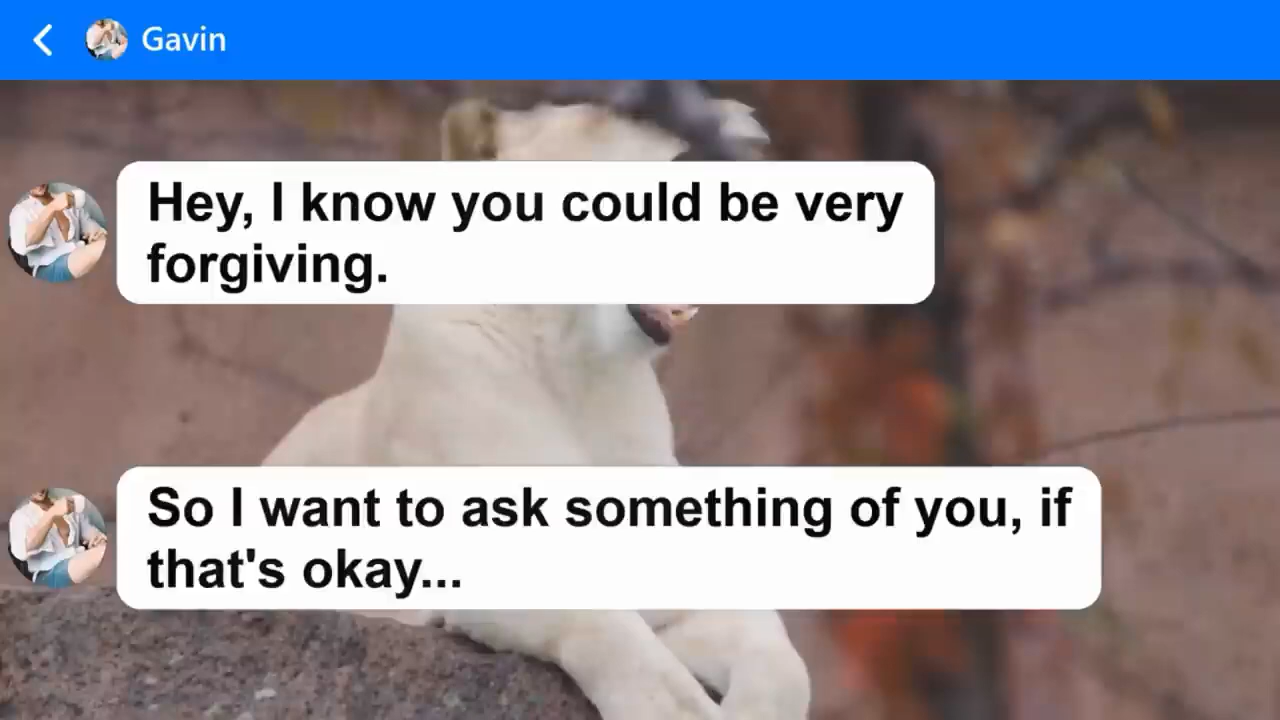 Gavin
Hey, I know you could be very
forgiving.
So I want to ask something of you, if
that's okay...